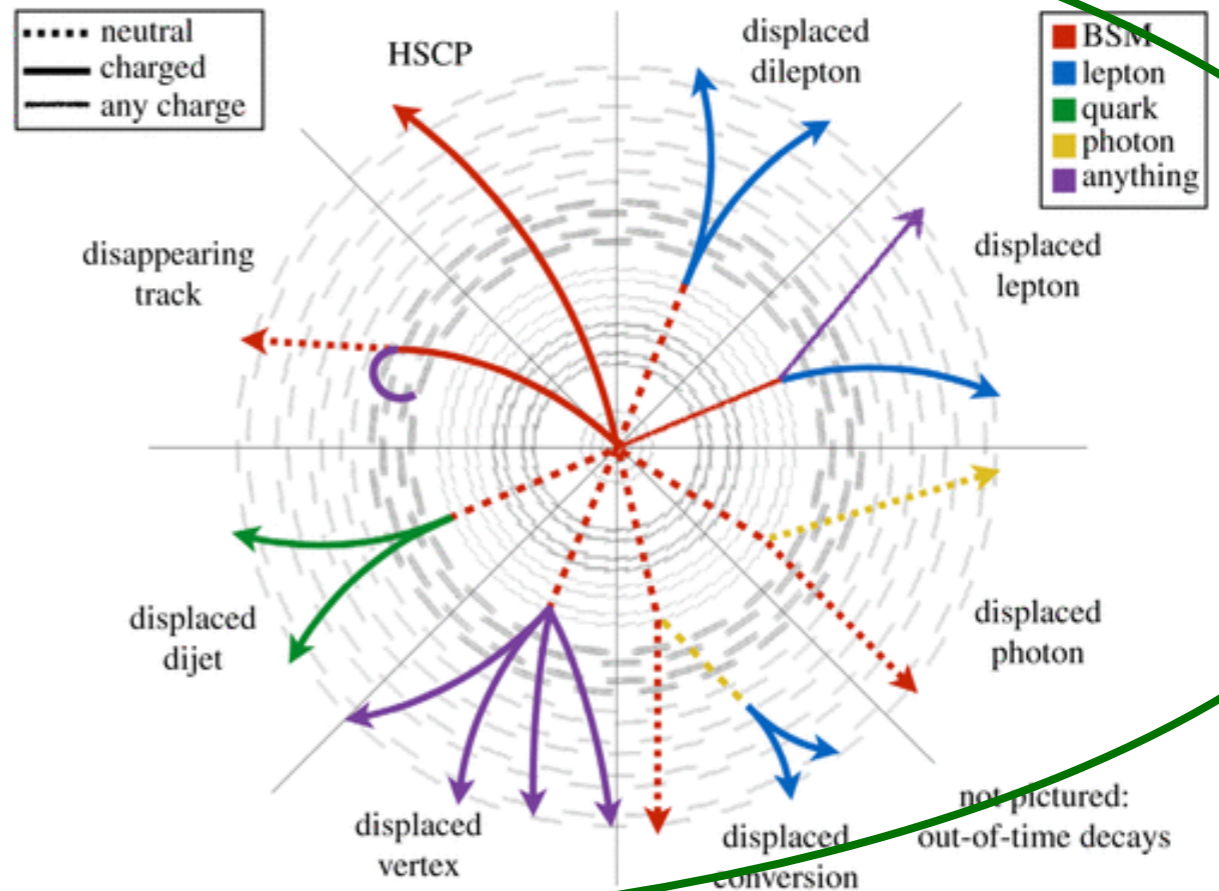 neutral
charged
any charge
HSCP
displaced
dilepton
BSM
lepton
quark
photon
anything
disappearing
track
displaced
lepton
displaced
dijet
displaced
photon
displaced
vertex
displaced
conversion
not pictured:
out-of-time decays